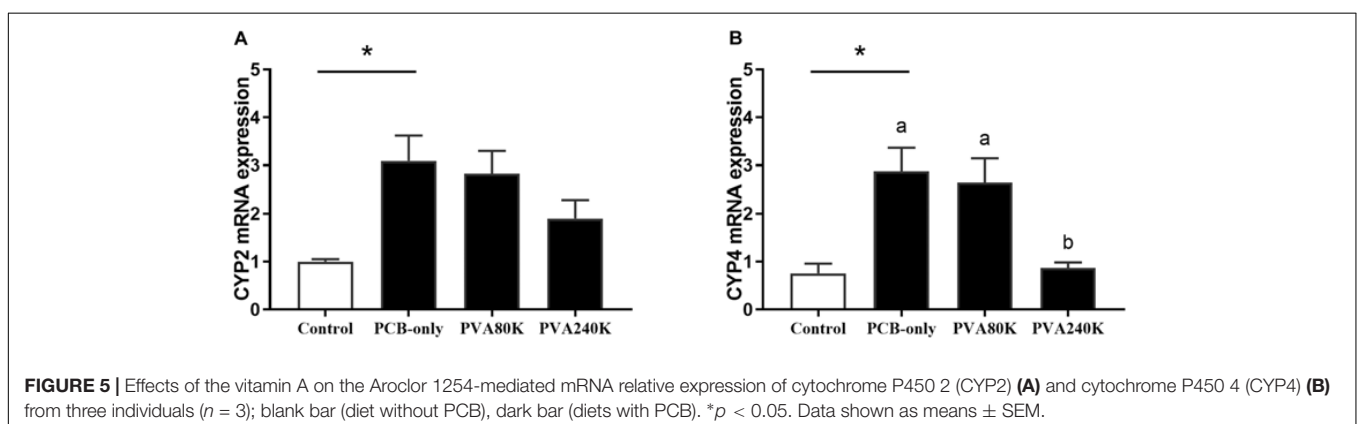 A
*
5
4
3
2
1
0
CYP2 mRNA expression
Control PCB-only PVA80K PVA240K
B
*
5
4
3
2
1
0
CYP4 mRNA expression
a
a
b
Control PCB-only PVA80K PVA240K
FIGURE 5 | Effects of the vitamin A on the Aroclor 1254-mediated mRNA relative expression of cytochrome P450 2 (CYP2) (A) and cytochrome P450 4 (CYP4) (B)
from three individuals (n = 3); blank bar (diet without PCB), dark bar (diets with PCB). *p < 0.05. Data shown as means ± SEM.